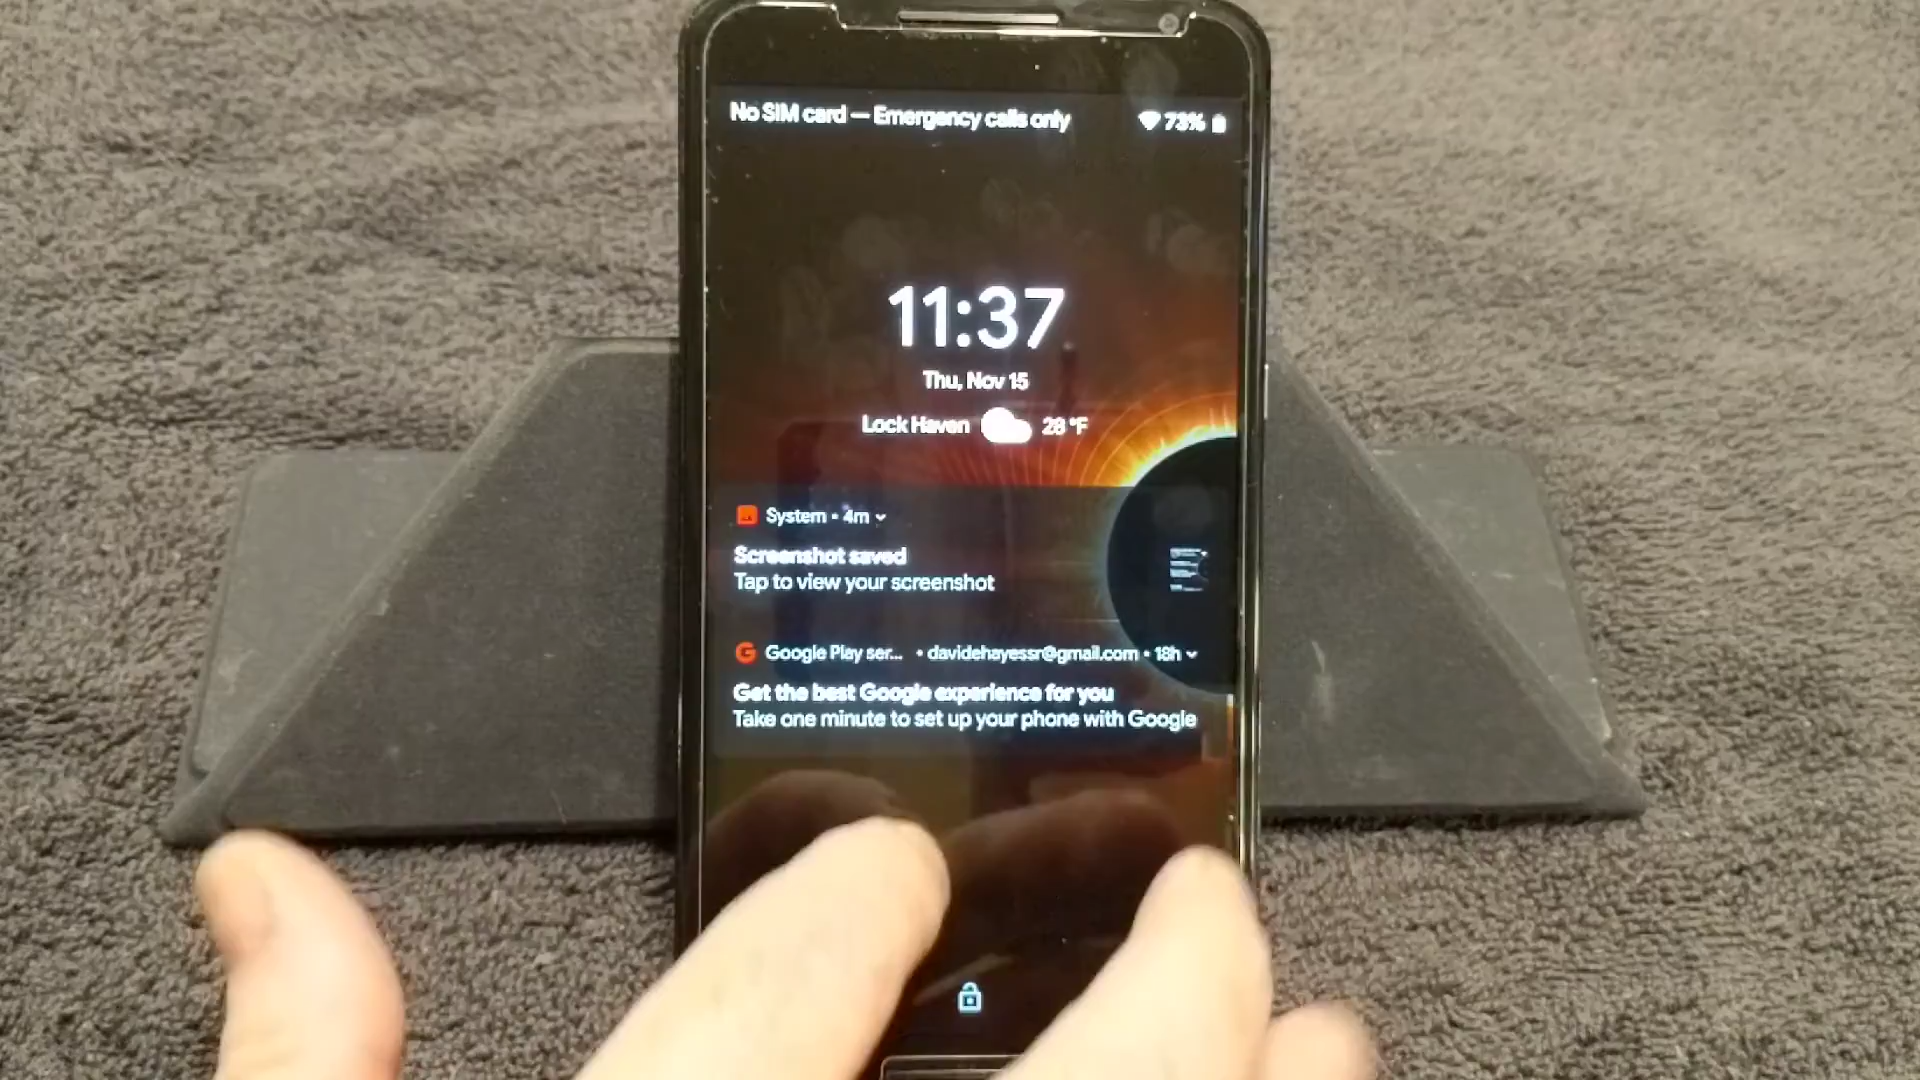 No SIM card — Emergency calls only 73%
11:37
Thu, Nov 15
Lock Haven 28 °F
System • 4m
Screenshot saved
Tap to view your screenshot
Google Play ser... • davidehayessr@gmail.com • 18h
Get the best Google experience for you
Take one minute to set up your phone with Google